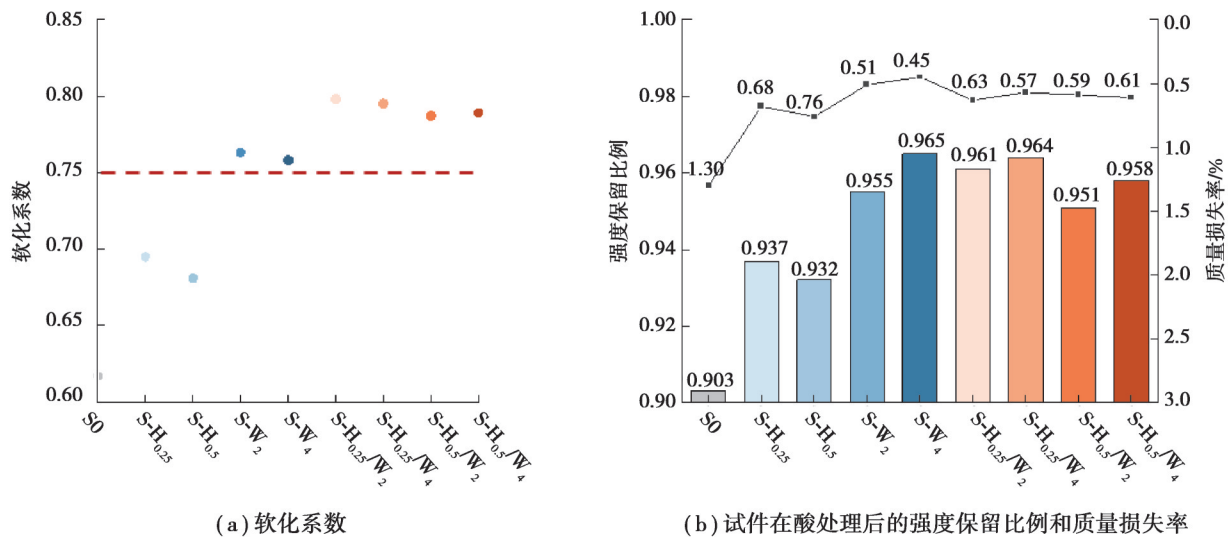 0.85
0.80
0.75
0.70
0.65
0.60
软化系数
S0
S-H₀.₂₅
S-H₀.₅
S-W₂
S-W₄
S-H₀.₂₅/W₂
S-H₀.₂₅/W₄
S-H₀.₅/W₂
S-H₀.₅/W₄
(a)软化系数
1.00
0.98
0.96
0.94
0.92
0.90
强度保留比例
1.30
0.68
0.76
0.51
0.45
0.63
0.57
0.59
0.61
0.903
0.937
0.932
0.955
0.965
0.961
0.964
0.951
0.958
0.0
0.5
1.0
1.5
2.0
2.5
3.0
质量损失率/%
S0
S-H₀.₂₅
S-H₀.₅
S-W₂
S-W₄
S-H₀.₂₅/W₂
S-H₀.₂₅/W₄
S-H₀.₅/W₂
S-H₀.₅/W₄
(b)试件在酸处理后的强度保留比例和质量损失率